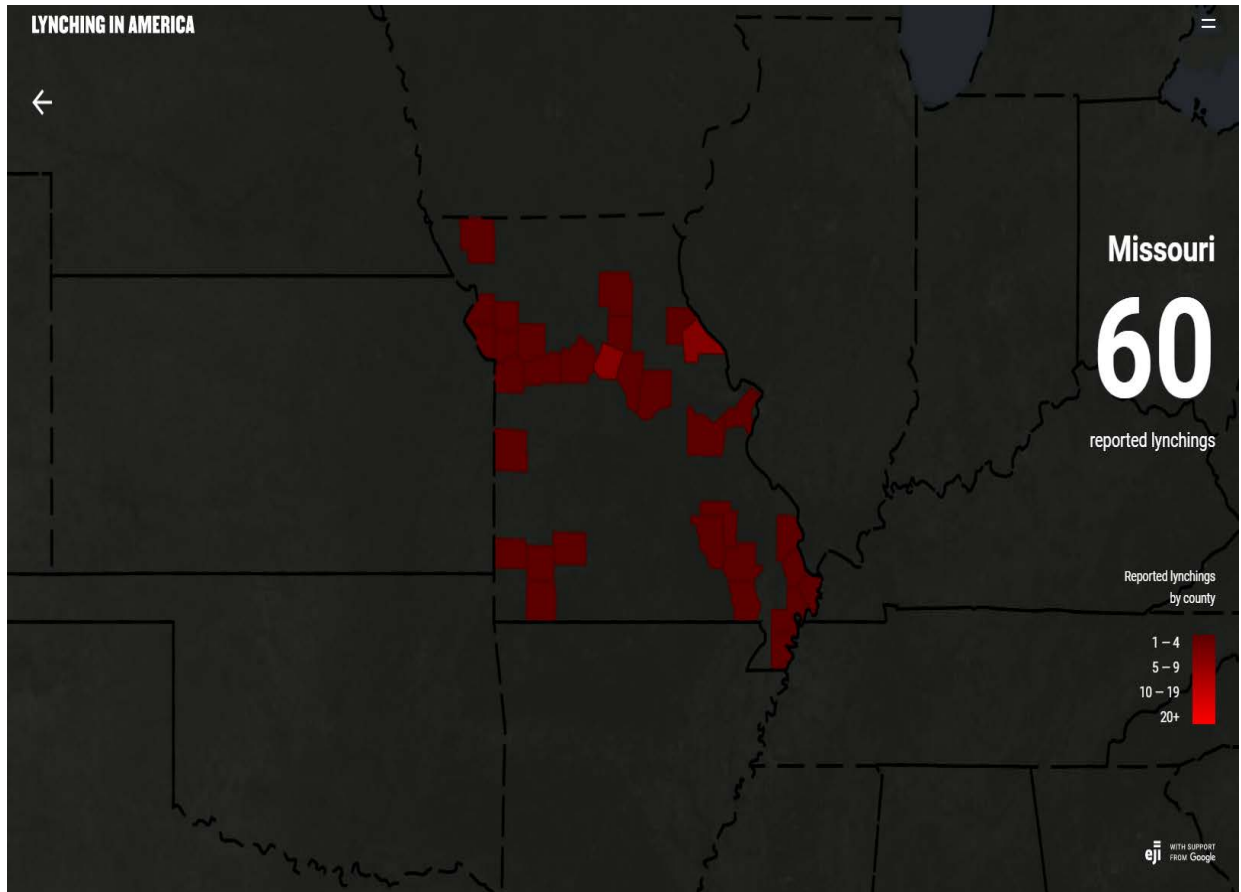 LYNCHING IN AMERICA
Missouri
60
reported lynchings
Reported lynchings
by county
1 – 4
5 – 9
10 – 19
20+
eji
WITH SUPPORT
FROM Google